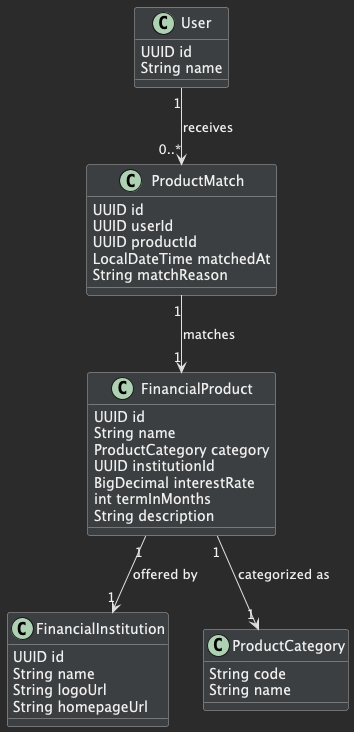 C User
UUID id
String name
1
receives
0..*
C ProductMatch
UUID id
UUID userId
UUID productId
LocalDateTime matchedAt
String matchReason
1
matches
1
C FinancialProduct
UUID id
String name
ProductCategory category
UUID institutionId
BigDecimal interestRate
int termInMonths
String description
1
offered by
1
1
categorized as
1
C FinancialInstitution
UUID id
String name
String logoUrl
String homepageUrl
C ProductCategory
String code
String name